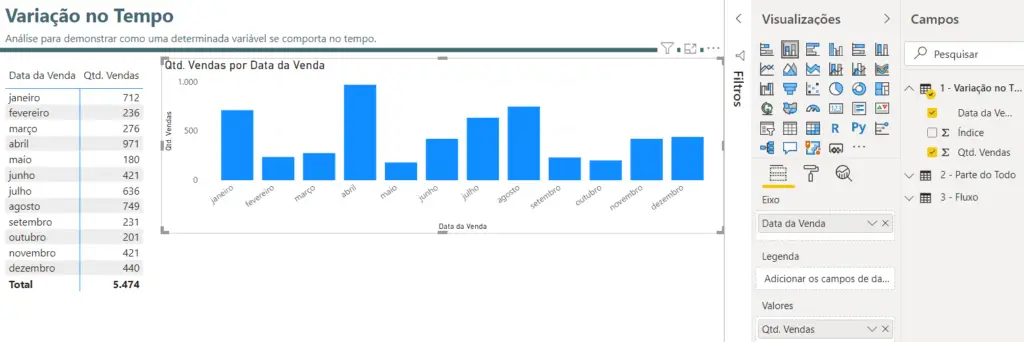 Variação no Tempo
Análise para demonstrar como uma determinada variável se comporta no tempo.
Data da Venda Qtd. Vendas
janeiro 712
fevereiro 236
março 276
abril 971
maio 180
junho 421
julho 636
agosto 749
setembro 231
outubro 201
novembro 421
dezembro 440
Total 5.474
Qtd. Vendas por Data da Venda
Qtd. Vendas
1.000
500
0
janeiro fevereiro março abril maio junho julho agosto setembro outubro novembro dezembro
Data da Venda
Filtros
Visualizações
R Py
Eixo
Data da Venda
Legenda
Adicionar os campos de da...
Valores
Qtd. Vendas
Campos
Pesquisar
1 - Variação no T...
Data da Ve...
Σ Índice
Σ Qtd. Vendas
2 - Parte do Todo
3 - Fluxo